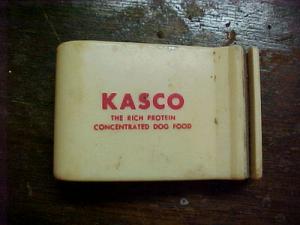 KASCO
THE RICH PROTEIN
CONCENTRATED DOG FOOD